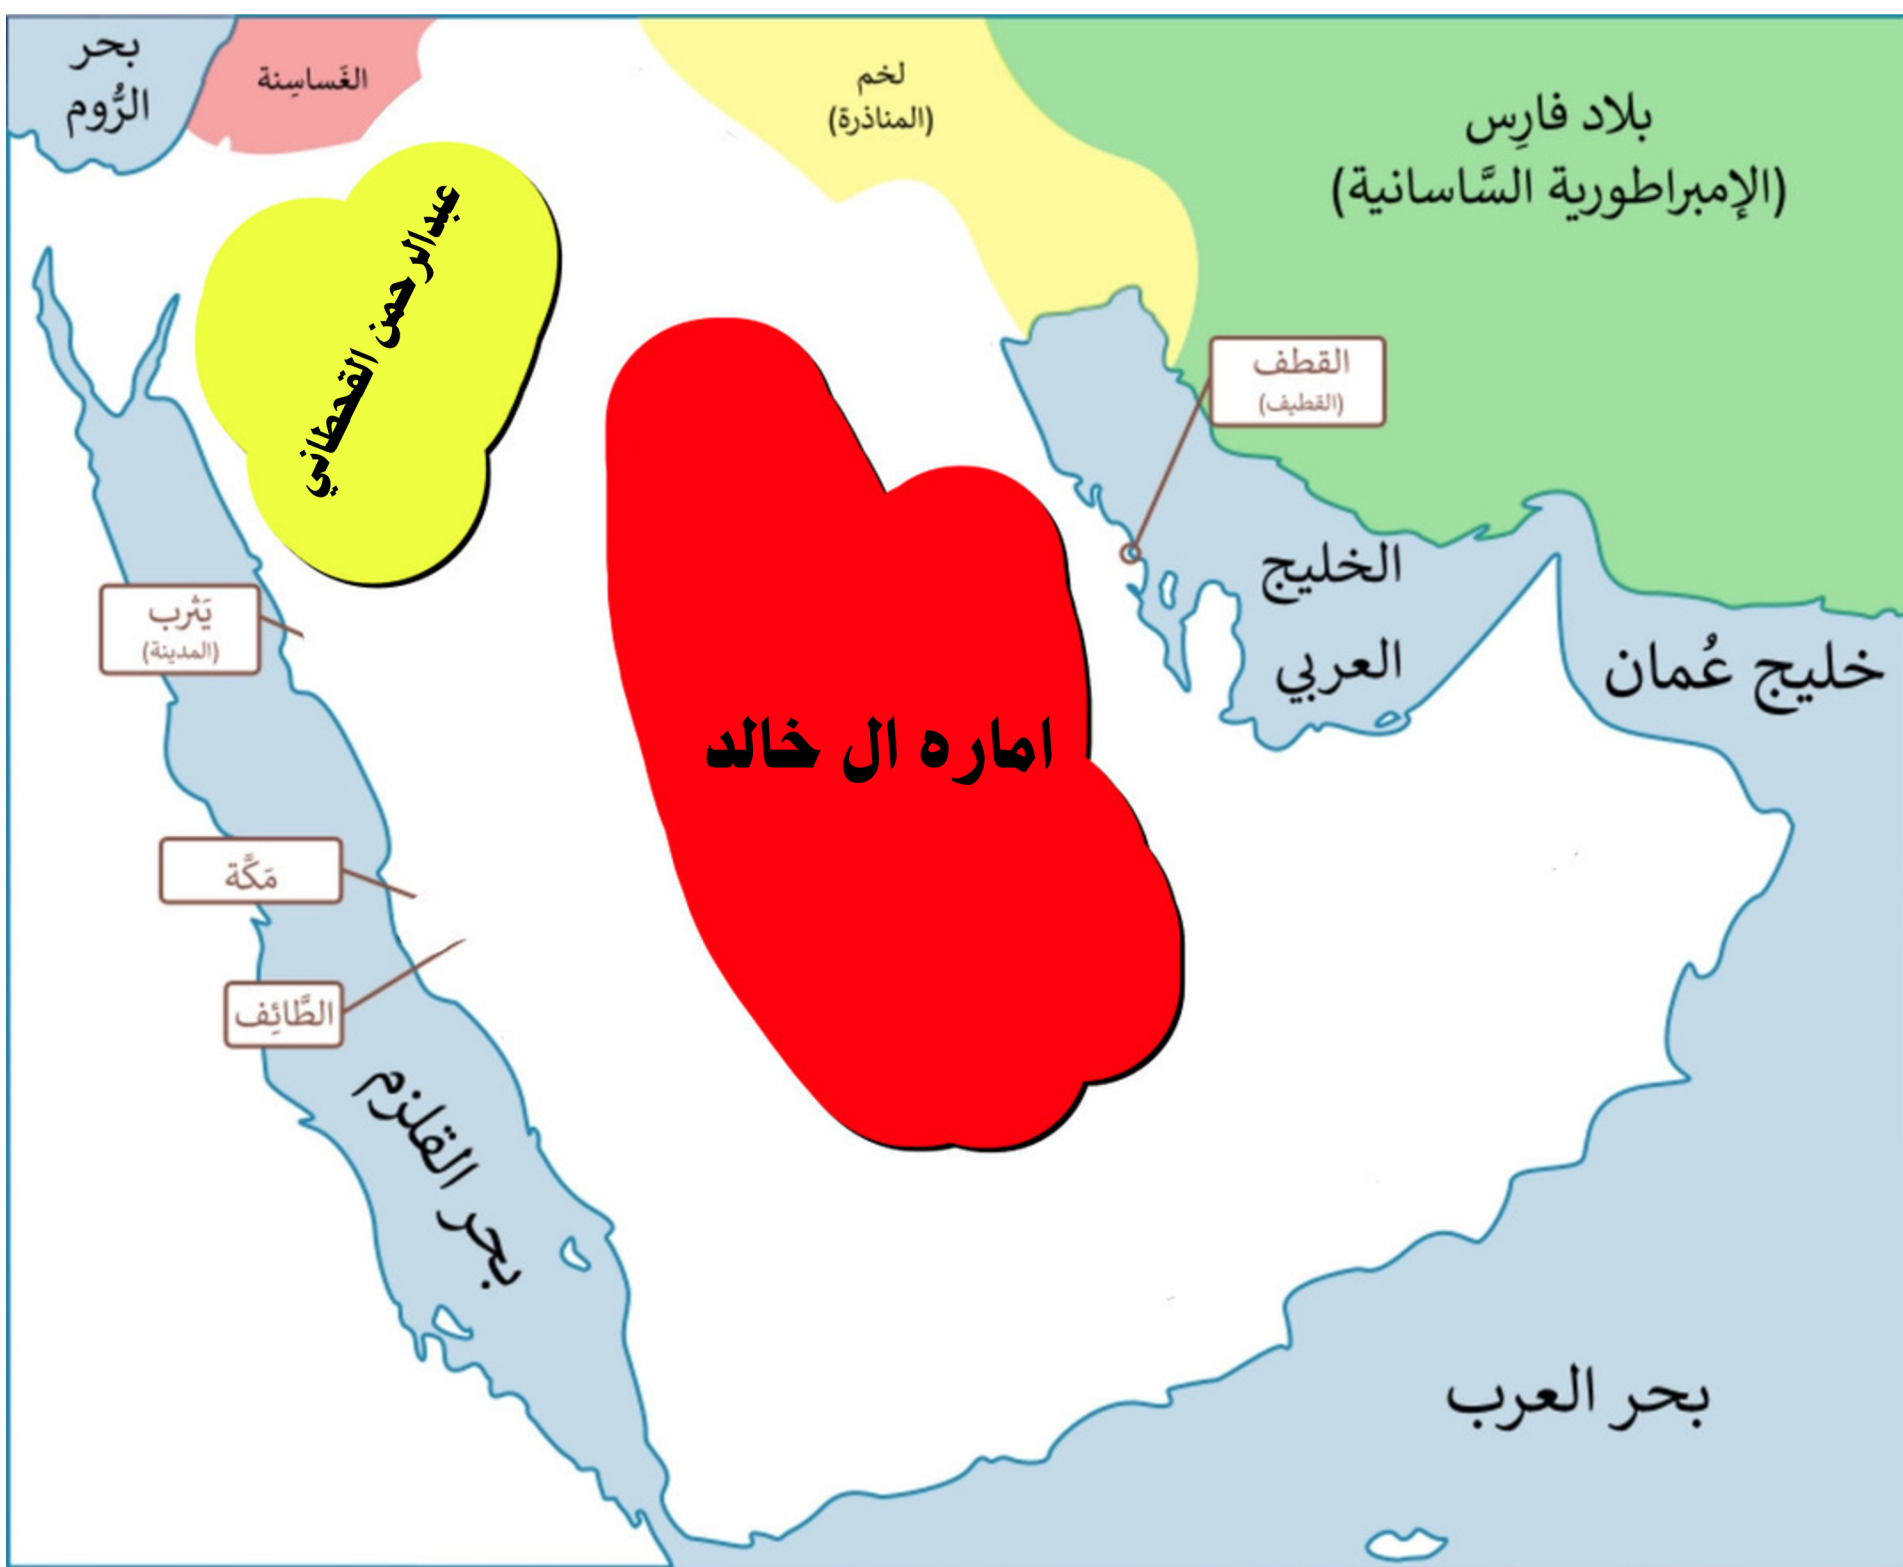 بحر
الرُّوم
الغَساسِنة
لخم
(المناذرة)
بلاد فارِس
(الإمبراطورية السَّاسانية)
عبدالرحمن القحطاني
القطف
(القطيف)
الخليج
العربي
خليج عُمان
يَثرب
(المدينة)
اماره ال خالد
مَكَّة
الطَّائِف
بحر القلزم
بحر العرب